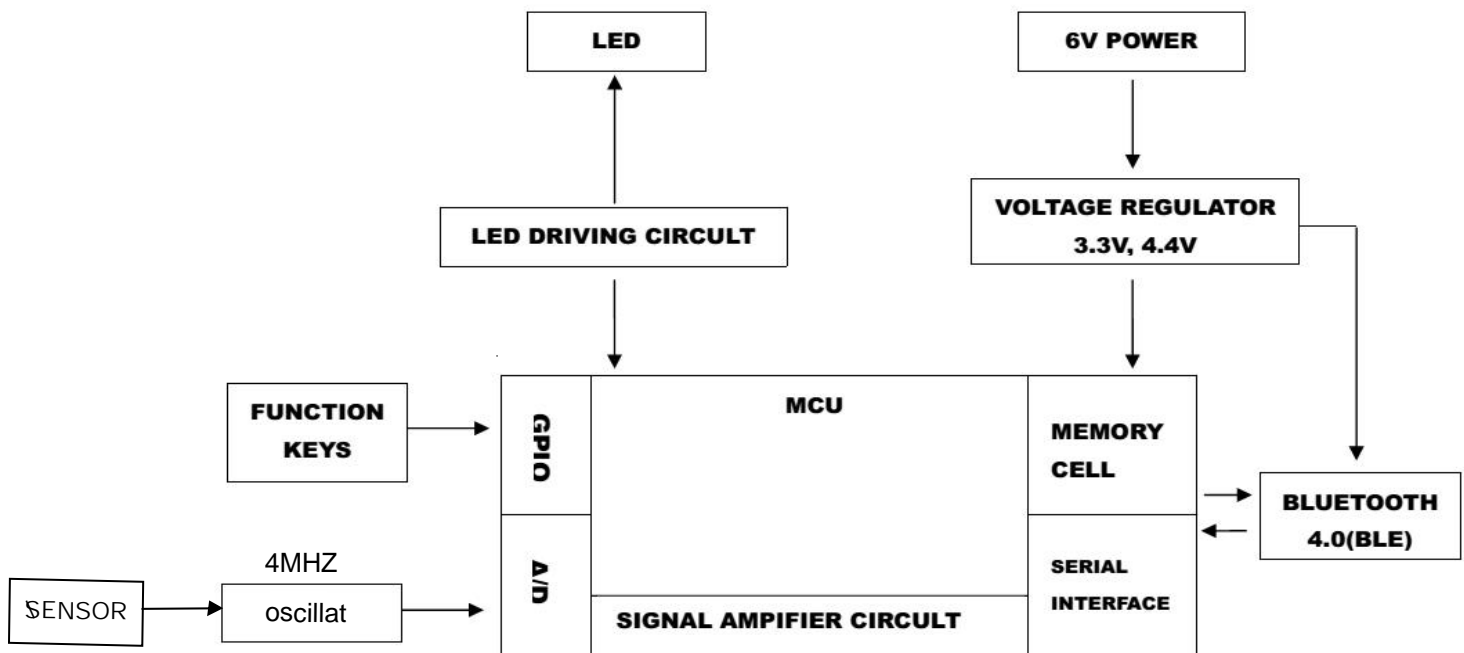 LED
6V POWER
VOLTAGE REGULATOR
3.3V, 4.4V
LED DRIVING CIRCULT
FUNCTION
KEYS
GPIO
MCU
MEMORY
CELL
BLUETOOTH
4.0(BLE)
4MHZ
SENSOR
oscillat
A/D
SERIAL
INTERFACE
SIGNAL AMPIFIER CIRCULT